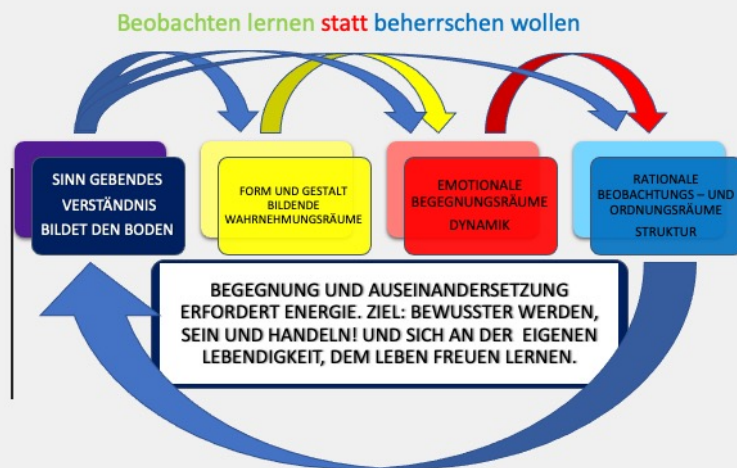 Beobachten lernen statt beherrschen wollen
SINN GEBENDES
VERSTÄNDNIS
BILDET DEN BODEN
FORM UND GESTALT
BILDENDE
WAHRNEHMUNGSRÄUME
EMOTIONALE
BEGEGNUNGSRÄUME
DYNAMIK
RATIONALE
BEOBACHTUNGS – UND
ORDNUNGSRÄUME
STRUKTUR
BEGEGNUNG UND AUSEINANDERSETZUNG
ERFORDERT ENERGIE. ZIEL: BEWUSSTER WERDEN,
SEIN UND HANDELN! UND SICH AN DER EIGENEN
LEBENDIGKEIT, DEM LEBEN FREUEN LERNEN.